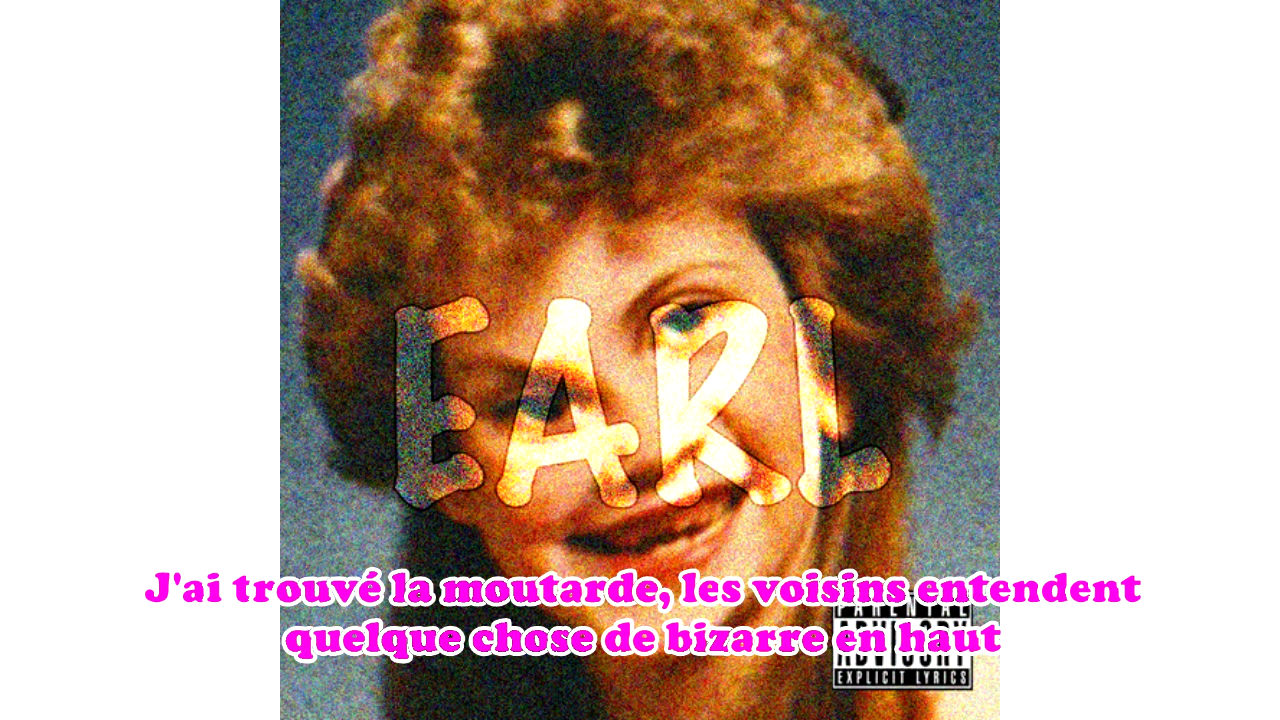 EARL
J'ai trouvé la moutarde, les voisins entendent
quelque chose de bizarre en haut
PARENTAL
ADVISORY
EXPLICIT LYRICS